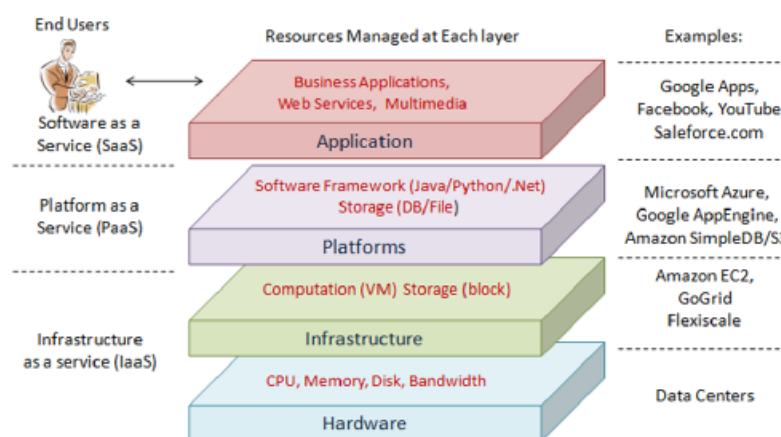 End Users
Resources Managed at Each layer
Examples:
Business Applications,
Web Services, Multimedia
Application
Software as a
Service (SaaS)
Google Apps,
Facebook, YouTube
Saleforce.com
Software Framework (Java/Python/.Net)
Storage (DB/File)
Platforms
Platform as a
Service (PaaS)
Microsoft Azure,
Google AppEngine,
Amazon SimpleDB/S
Computation (VM) Storage (block)
Infrastructure
Amazon EC2,
GoGrid
Flexiscale
Infrastructure
as a service (IaaS)
CPU, Memory, Disk, Bandwidth
Hardware
Data Centers